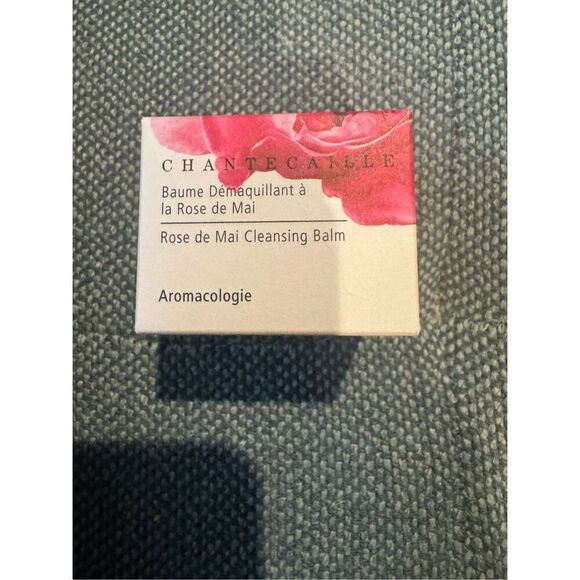 CHANTECAILLE
Baume Démaquillant à
la Rose de Mai
Rose de Mai Cleansing Balm
Aromacologie